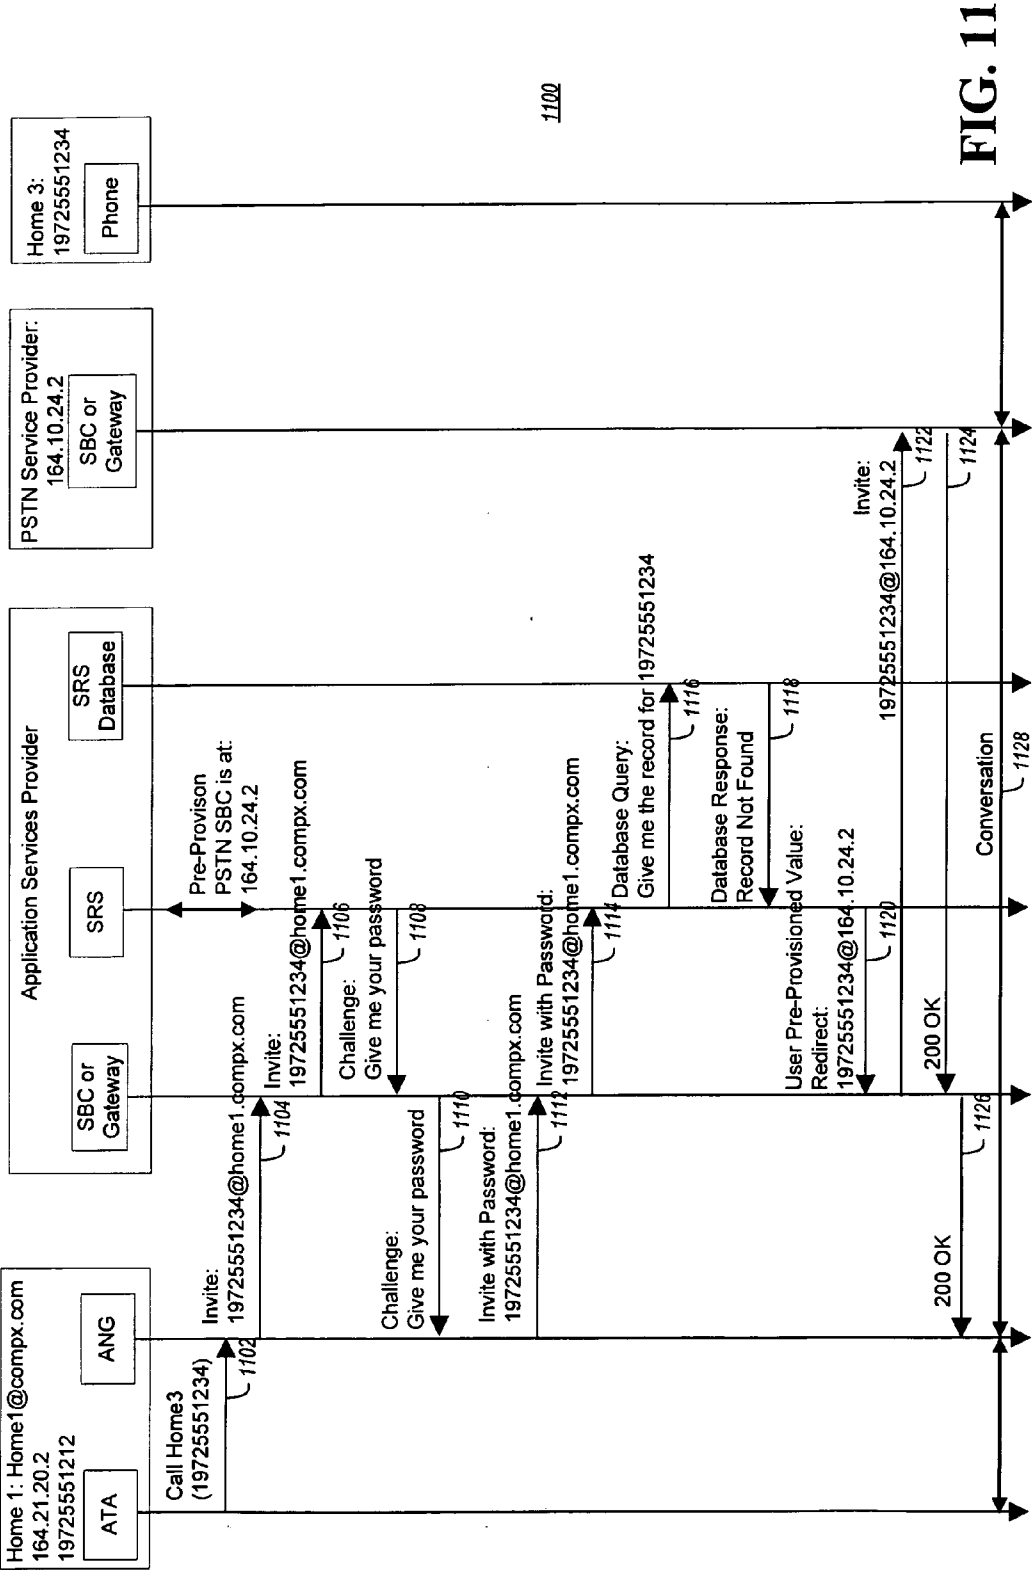 Home 1: Home1@compx.com
164.21.20.2
19725551212
ATA
ANG
Application Services Provider
SBC or
Gateway
SRS
SRS
Database
PSTN Service Provider:
164.10.24.2
SBC or
Gateway
Home 3:
19725551234
Phone
Pre-Provison
PSTN SBC is at:
164.10.24.2
Call Home3
(19725551234)
1102
Invite:
19725551234@home1.compx.com
1104
Invite:
19725551234@home1.compx.com
1106
Challenge:
Give me your password
1108
Challenge:
Give me your password
1110
Invite with Password:
19725551234@home1.compx.com
1112
Invite with Password:
19725551234@home1.compx.com
1114
Database Query:
Give me the record for 19725551234
1116
Database Response:
Record Not Found
1118
User Pre-Provisioned Value:
Redirect:
19725551234@164.10.24.2
1120
Invite:
19725551234@164.10.24.2
1122
200 OK
1124
200 OK
1126
Conversation
1128
1100
FIG. 11